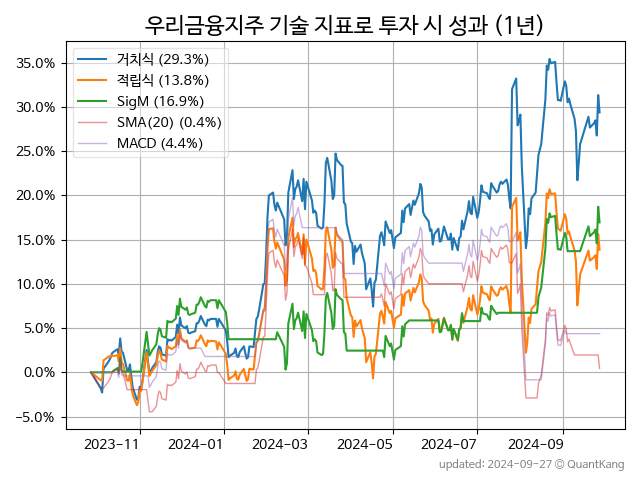 우리금융지주 기술 지표로 투자 시 성과 (1년)
거치식 (29.3%)
적립식 (13.8%)
SigM (16.9%)
SMA(20) (0.4%)
MACD (4.4%)
35.0%
30.0%
25.0%
20.0%
15.0%
10.0%
5.0%
0.0%
−5.0%
2023-11 2024-01 2024-03 2024-05 2024-07 2024-09
updated: 2024-09-27 ⓒ QuantKang